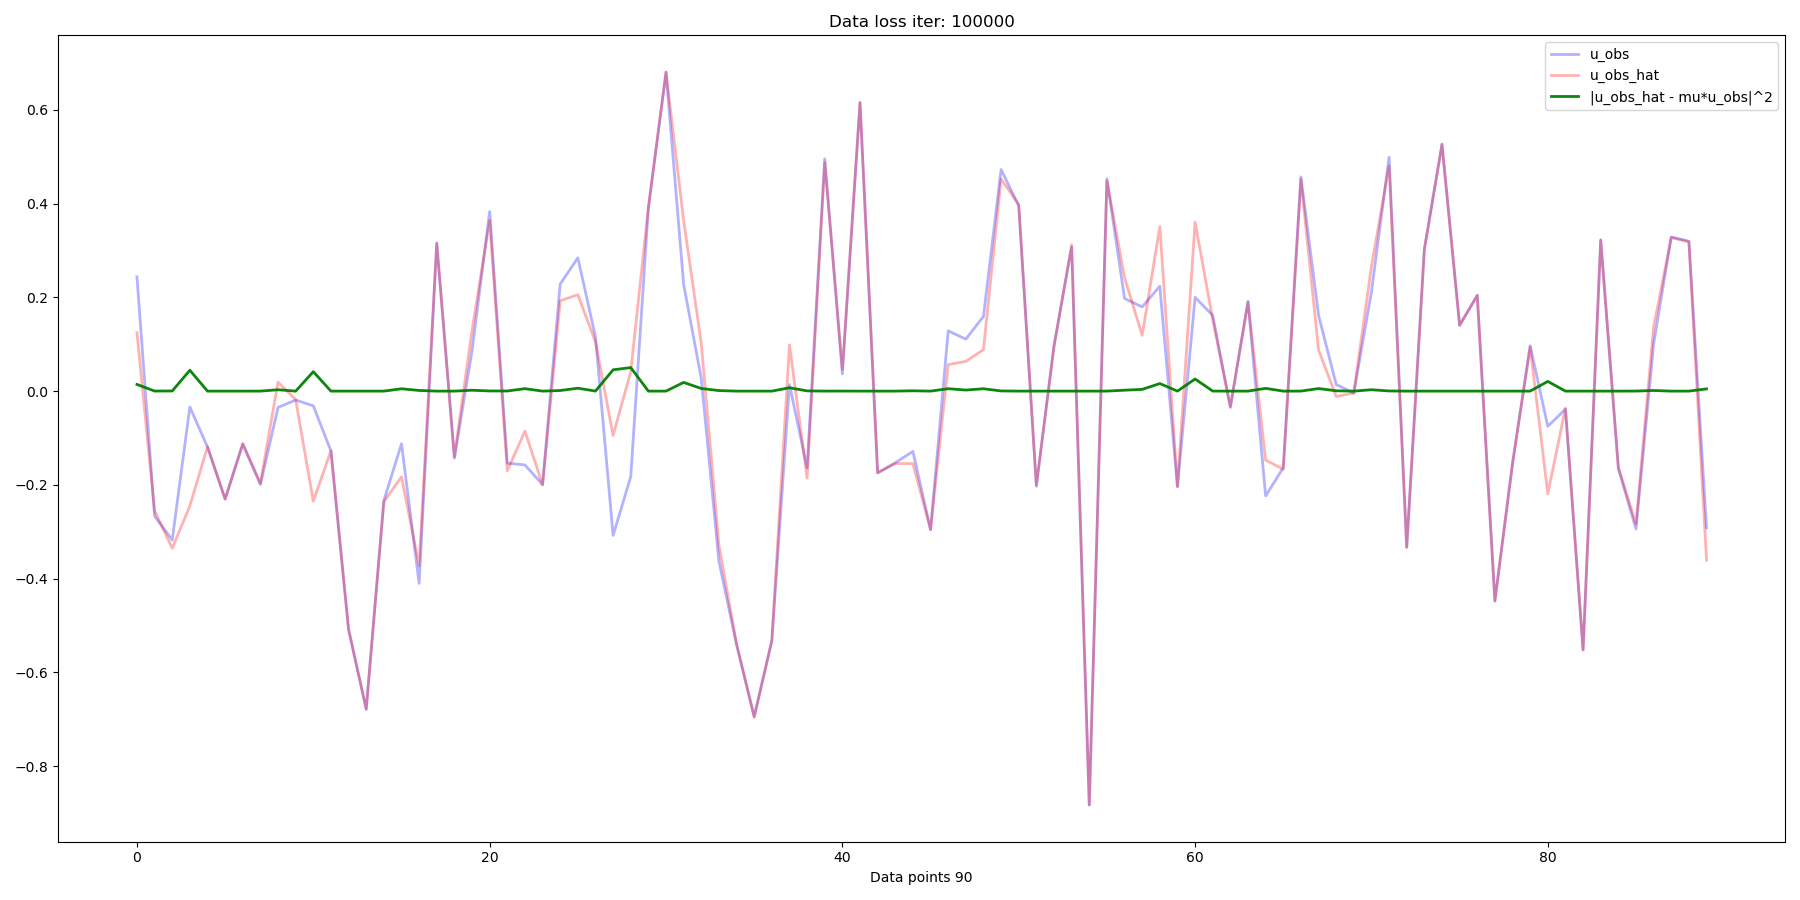 Data loss iter: 100000
u_obs
u_obs_hat
|u_obs_hat - mu*u_obs|^2
0.6
0.4
0.2
0.0
−0.2
−0.4
−0.6
−0.8
0 20 40 60 80
Data points 90